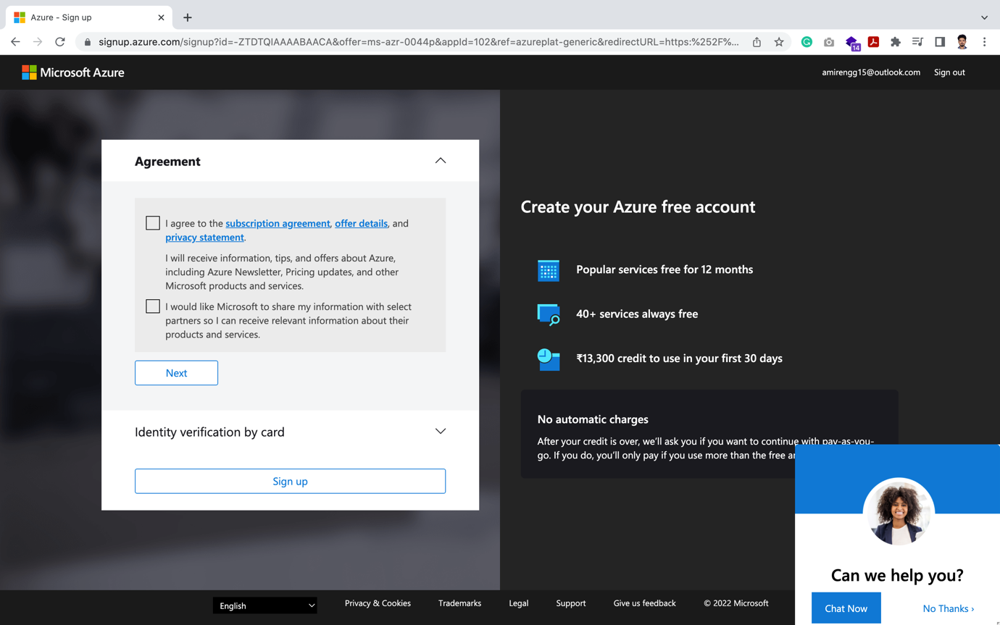 Azure - Sign up
signup.azure.com/signup?id=-ZTDTQIAAAABAACA&offer=ms-azr-0044p&appId=102&ref=azureplat-generic&redirectURL=https:%252F%...
14
Microsoft Azure
amirengg15@outlook.com
Sign out
Agreement
I agree to the subscription agreement, offer details, and
privacy statement.
I will receive information, tips, and offers about Azure,
including Azure Newsletter, Pricing updates, and other
Microsoft products and services.
I would like Microsoft to share my information with select
partners so I can receive relevant information about their
products and services.
Next
Identity verification by card
Sign up
Create your Azure free account
Popular services free for 12 months
40+ services always free
₹13,300 credit to use in your first 30 days
No automatic charges
After your credit is over, we'll ask you if you want to continue with pay-as-you-
go. If you do, you'll only pay if you use more than the free
Can we help you?
Chat Now
No Thanks ›
English
Privacy & Cookies
Trademarks
Legal
Support
Give us feedback
© 2022 Microsoft